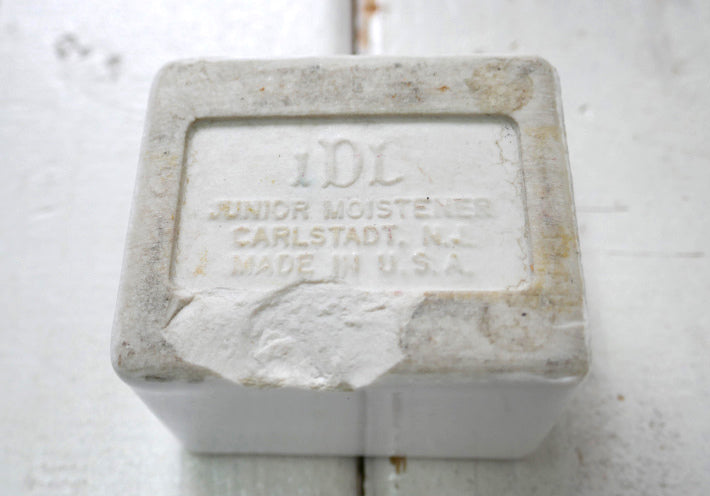 iDL
JUNIOR MOISTENER
CARLSTADT, N.J.
MADE IN U.S.A.